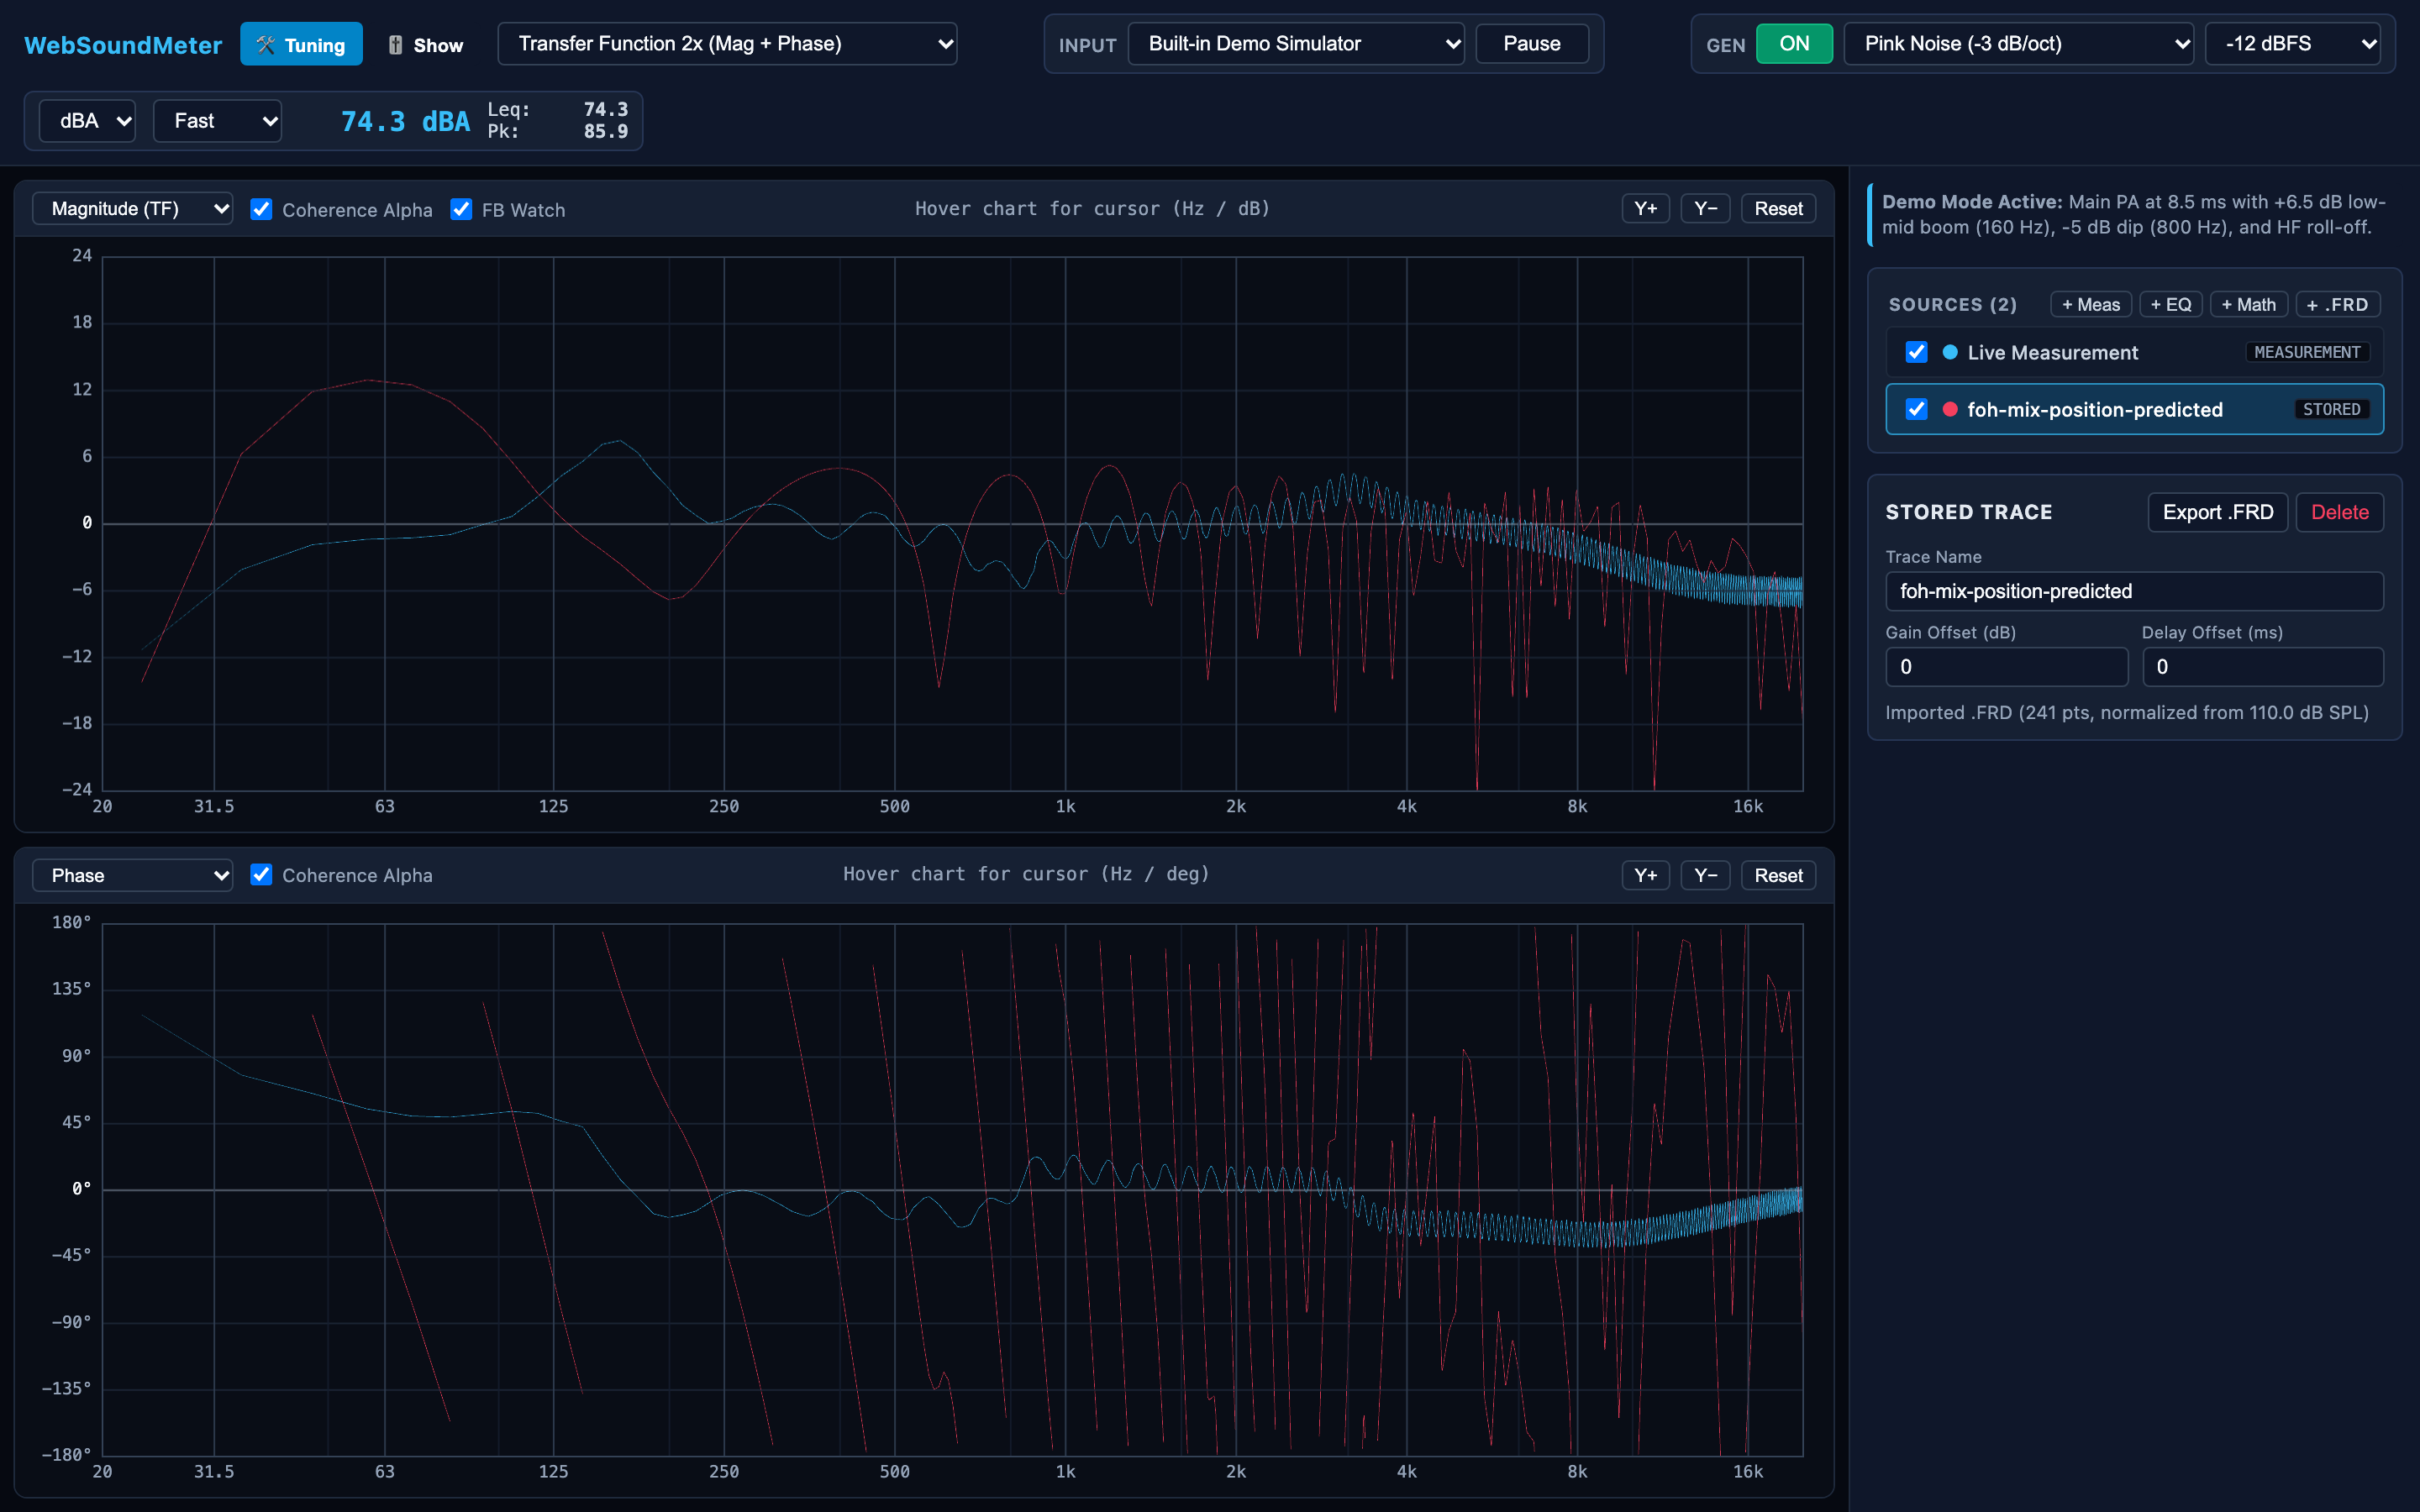 WebSoundMeter
🛠️ Tuning
🎚️ Show
Transfer Function 2x (Mag + Phase)
INPUT
Built-in Demo Simulator
Pause
GEN
ON
Pink Noise (-3 dB/oct)
-12 dBFS
dBA
Fast
74.3 dBA
Leq: 74.3
Pk: 85.9
Magnitude (TF)
Coherence Alpha
FB Watch
Hover chart for cursor (Hz / dB)
Y+
Y−
Reset
24
18
12
6
0
−6
−12
−18
−24
20 31.5 63 125 250 500 1k 2k 4k 8k 16k
Phase
Coherence Alpha
Hover chart for cursor (Hz / deg)
Y+
Y−
Reset
180°
135°
90°
45°
0°
−45°
−90°
−135°
−180°
20 31.5 63 125 250 500 1k 2k 4k 8k 16k
Demo Mode Active: Main PA at 8.5 ms with +6.5 dB low-
mid boom (160 Hz), -5 dB dip (800 Hz), and HF roll-off.
SOURCES (2)
+ Meas
+ EQ
+ Math
+ .FRD
Live Measurement
MEASUREMENT
foh-mix-position-predicted
STORED
STORED TRACE
Export .FRD
Delete
Trace Name
foh-mix-position-predicted
Gain Offset (dB)
Delay Offset (ms)
0
0
Imported .FRD (241 pts, normalized from 110.0 dB SPL)